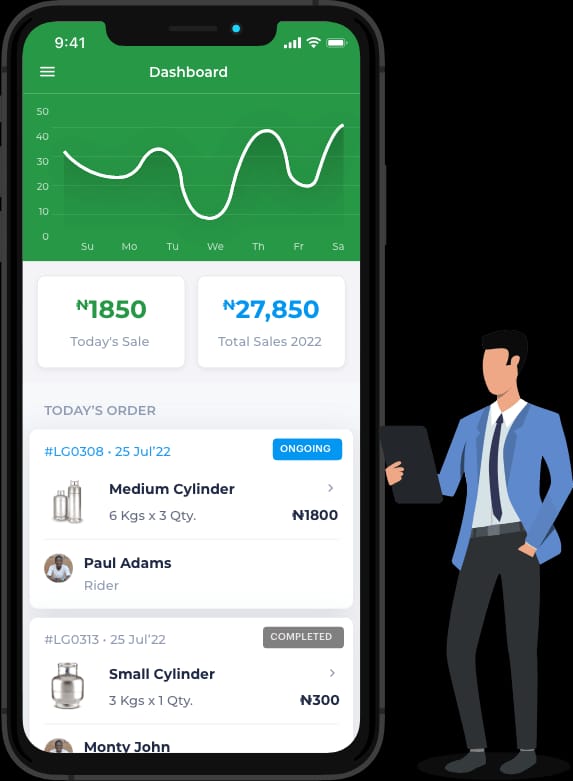 9:41
Dashboard
50
40
30
20
10
0
Su Mo Tu We Th Fr Sa
₦1850
Today's Sale
₦27,850
Total Sales 2022
TODAY'S ORDER
#LG0308 • 25 Jul'22
ONGOING
Medium Cylinder
6 Kgs x 3 Qty.
₦1800
Paul Adams
Rider
#LG0313 • 25 Jul'22
COMPLETED
Small Cylinder
3 Kgs x 1 Qty.
₦300
Monty John